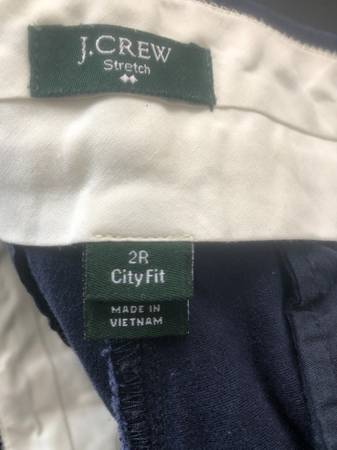 J.CREW
Stretch
2R
City Fit
MADE IN
VIETNAM